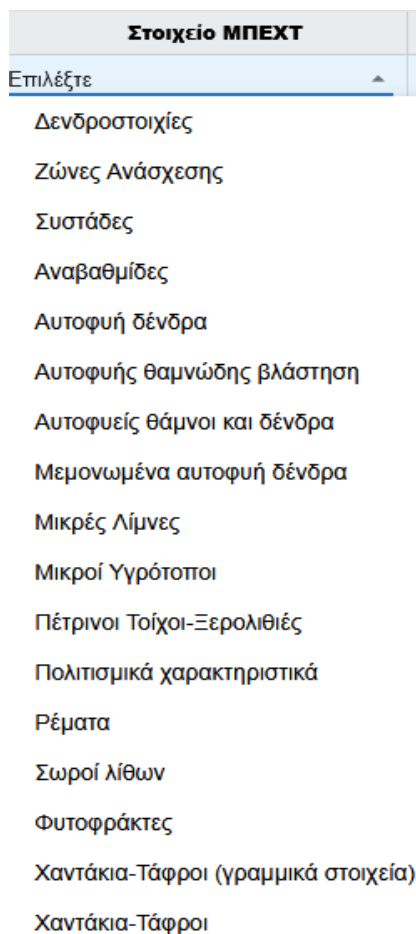 Στοιχείο ΜΠΕΧΤ
Επιλέξτε
Δενδροστοιχίες
Ζώνες Ανάσχεσης
Συστάδες
Αναβαθμίδες
Αυτοφυή δένδρα
Αυτοφυής θαμνώδης βλάστηση
Αυτοφυείς θάμνοι και δένδρα
Μεμονωμένα αυτοφυή δένδρα
Μικρές Λίμνες
Μικροί Υγρότοποι
Πέτρινοι Τοίχοι-Ξερολιθιές
Πολιτισμικά χαρακτηριστικά
Ρέματα
Σωροί λίθων
Φυτοφράκτες
Χαντάκια-Τάφροι (γραμμικά στοιχεία)
Χαντάκια-Τάφροι